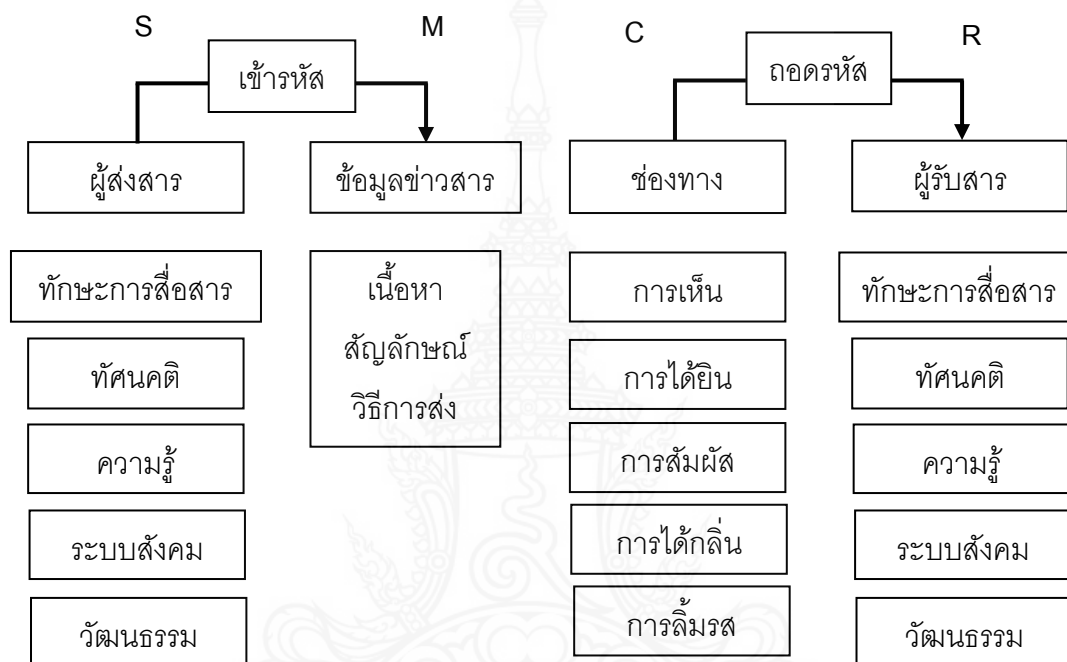 S M C R
เข้ารหัส ถอดรหัส
ผู้ส่งสาร ข้อมูลข่าวสาร ช่องทาง ผู้รับสาร
ทักษะการสื่อสาร เนื้อหา การเห็น ทักษะการสื่อสาร
สัญลักษณ์
ทัศนคติ การได้ยิน ทัศนคติ
วิธีการส่ง
ความรู้ การสัมผัส ความรู้
ระบบสังคม การได้กลิ่น ระบบสังคม
วัฒนธรรม การลิ้มรส วัฒนธรรม